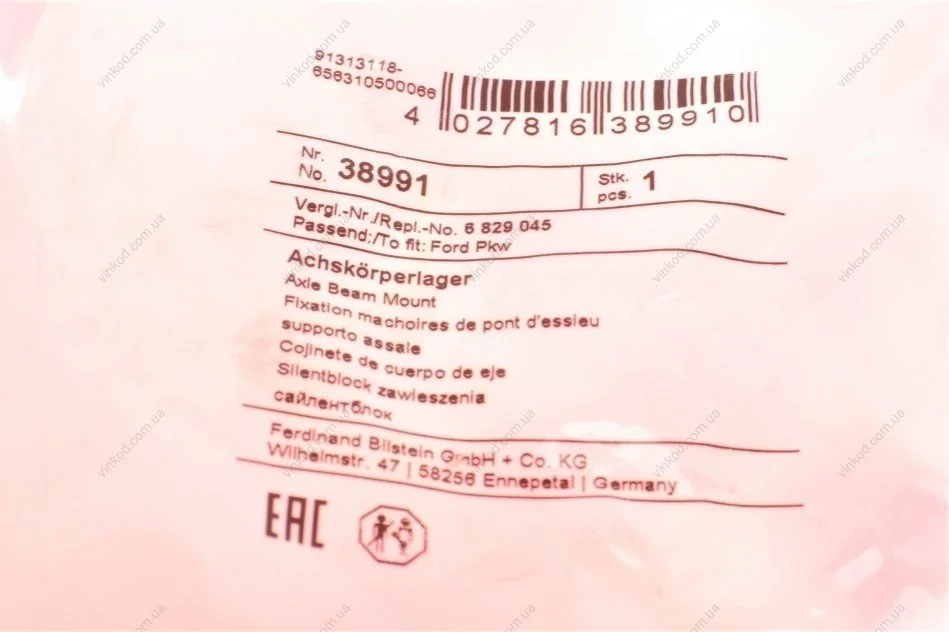 91313118-
656310500066
4 027816 389910
Nr.
No. 38991
Stk.
pcs. 1
Vergl.-Nr./Repl.-No. 6 829 045
Passend:/To fit: Ford Pkw
Achskörperlager
Axle Beam Mount
Fixation machoires de pont d'essieu
supporto assale
Cojinete de cuerpo de eje
Silentblock zawieszenia
сайлентблок
Ferdinand Bilstein GmbH + Co. KG
Wilhelmstr. 47 | 58256 Ennepetal | Germany
EAC
vinkod.com.ua